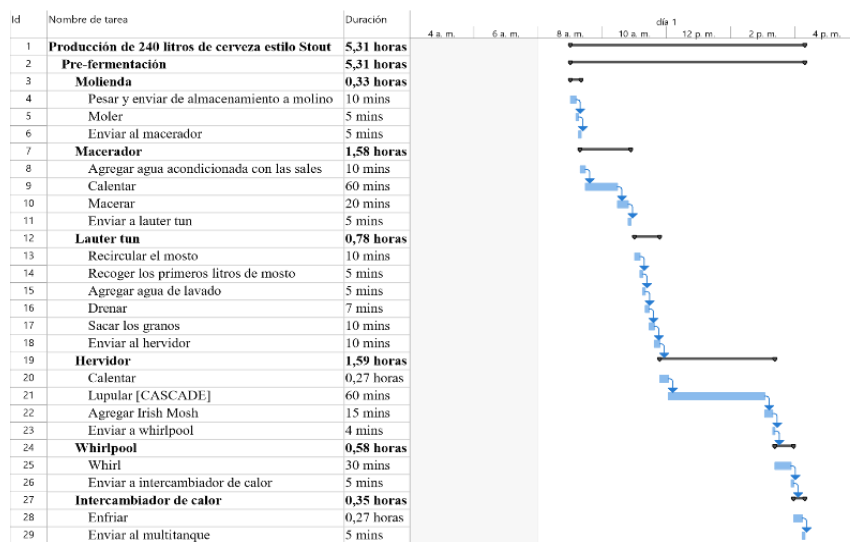 Id Nombre de tarea Duración día 1
4 a. m. 6 a. m. 8 a. m. 10 a. m. 12 p. m. 2 p. m. 4 p. m.
1 Producción de 240 litros de cerveza estilo Stout 5,31 horas
2 Pre-fermentación 5,31 horas
3 Molienda 0,33 horas
4 Pesar y enviar de almacenamiento a molino 10 mins
5 Moler 5 mins
6 Enviar al macerador 5 mins
7 Macerador 1,58 horas
8 Agregar agua acondicionada con las sales 10 mins
9 Calentar 60 mins
10 Macerar 20 mins
11 Enviar a lauter tun 5 mins
12 Lauter tun 0,78 horas
13 Recircular el mosto 10 mins
14 Recoger los primeros litros de mosto 5 mins
15 Agregar agua de lavado 5 mins
16 Drenar 7 mins
17 Sacar los granos 10 mins
18 Enviar al hervidor 10 mins
19 Hervidor 1,59 horas
20 Calentar 0,27 horas
21 Lupular [CASCADE] 60 mins
22 Agregar Irish Mosh 15 mins
23 Enviar a whirlpool 4 mins
24 Whirlpool 0,58 horas
25 Whirl 30 mins
26 Enviar a intercambiador de calor 5 mins
27 Intercambiador de calor 0,35 horas
28 Enfriar 0,27 horas
29 Enviar al multitanque 5 mins